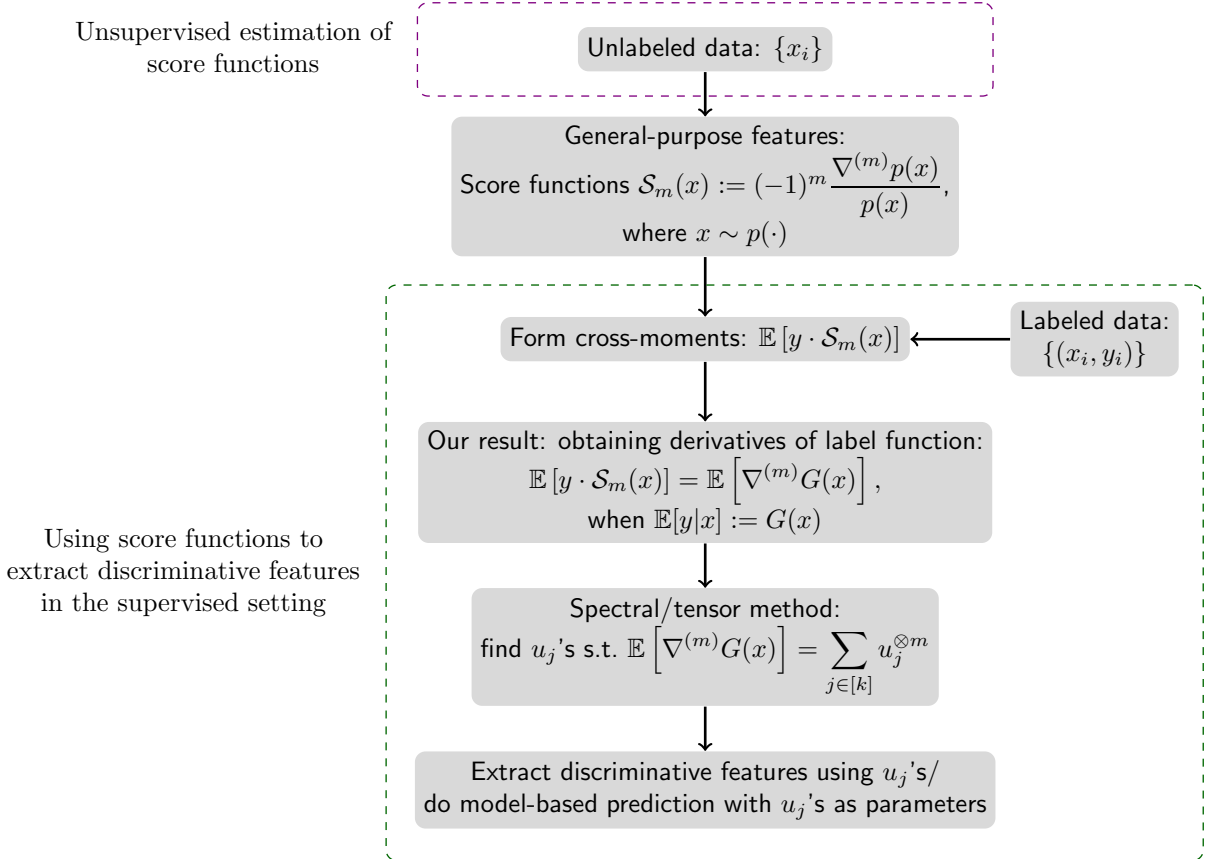 Unsupervised estimation of
score functions
Unlabeled data: {x_i}
General-purpose features:
Score functions 𝒮_m(x) := (−1)^m ∇^(m)p(x)/p(x),
where x ∼ p(·)
Form cross-moments: 𝔼[y · 𝒮_m(x)]
Labeled data:
{(x_i, y_i)}
Our result: obtaining derivatives of label function:
𝔼[y · 𝒮_m(x)] = 𝔼[∇^(m)G(x)],
when 𝔼[y|x] := G(x)
Using score functions to
extract discriminative features
in the supervised setting
Spectral/tensor method:
find u_j's s.t. 𝔼[∇^(m)G(x)] = ∑_{j∈[k]} u_j^{⊗m}
Extract discriminative features using u_j's/
do model-based prediction with u_j's as parameters